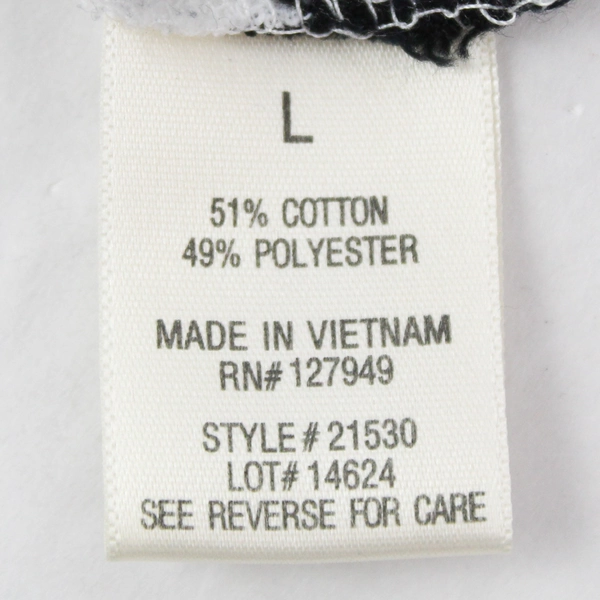 L
51% COTTON
49% POLYESTER
MADE IN VIETNAM
RN# 127949
STYLE # 21530
LOT# 14624
SEE REVERSE FOR CARE